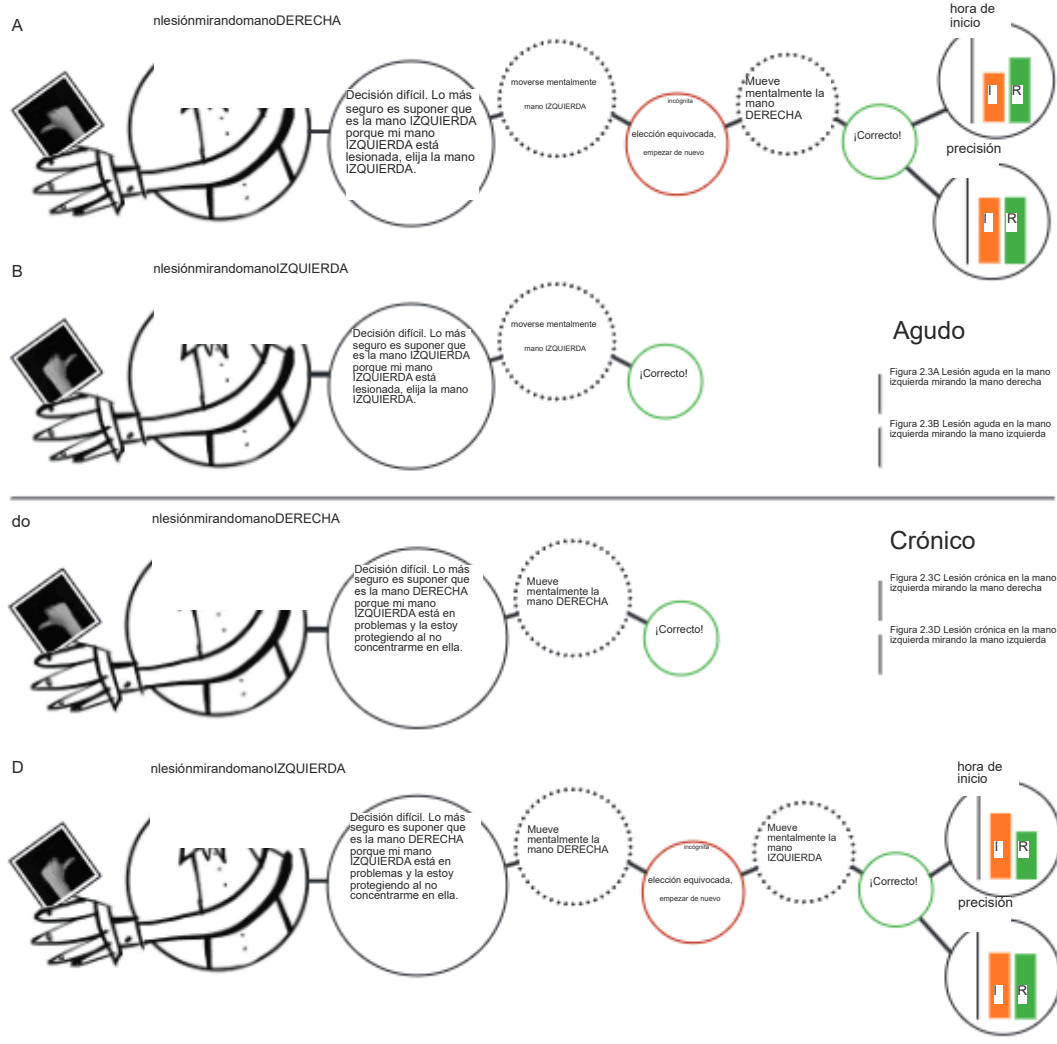 A
nlesiónmirandomanoDERECHA
hora de
inicio
Decisión difícil. Lo más
seguro es suponer que
es la mano IZQUIERDA
porque mi mano
IZQUIERDA está
lesionada, elija la mano
IZQUIERDA.
moverse mentalmente
mano IZQUIERDA
incógnita
elección equivocada,
empezar de nuevo
Mueve
mentalmente la
mano
DERECHA
¡Correcto!
I R
precisión
I R
B
nlesiónmirandomanoIZQUIERDA
Decisión difícil. Lo más
seguro es suponer que
es la mano IZQUIERDA
porque mi mano
IZQUIERDA está
lesionada, elija la mano
IZQUIERDA.
moverse mentalmente
mano IZQUIERDA
¡Correcto!
Agudo
Figura 2.3A Lesión aguda en la mano
izquierda mirando la mano derecha
Figura 2.3B Lesión aguda en la mano
izquierda mirando la mano izquierda
do
nlesiónmirandomanoDERECHA
Decisión difícil. Lo más
seguro es suponer que
es la mano DERECHA
porque mi mano
IZQUIERDA está en
problemas y la estoy
protegiendo al no
concentrarme en ella.
Mueve
mentalmente la
mano DERECHA
¡Correcto!
Crónico
Figura 2.3C Lesión crónica en la mano
izquierda mirando la mano derecha
Figura 2.3D Lesión crónica en la mano
izquierda mirando la mano izquierda
D
nlesiónmirandomanoIZQUIERDA
hora de
inicio
Decisión difícil. Lo más
seguro es suponer que
es la mano DERECHA
porque mi mano
IZQUIERDA está en
problemas y la estoy
protegiendo al no
concentrarme en ella.
Mueve
mentalmente la
mano DERECHA
incógnita
elección equivocada,
empezar de nuevo
Mueve
mentalmente la
mano
IZQUIERDA
¡Correcto!
I R
precisión
I R